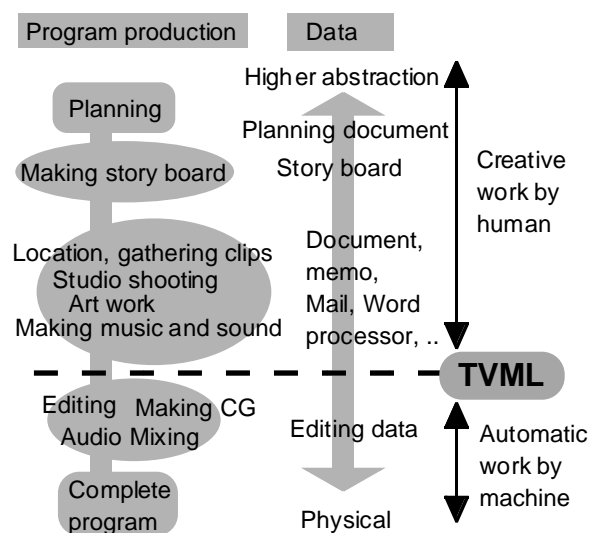 Program production
Data
Higher abstraction
Planning
Planning document
Making story board
Story board
Creative
work by
human
Location, gathering clips
Studio shooting
Art work
Making music and sound
Document,
memo,
Mail, Word
processor, ..
TVML
Editing Making CG
Audio Mixing
Editing data
Automatic
work by
machine
Complete
program
Physical